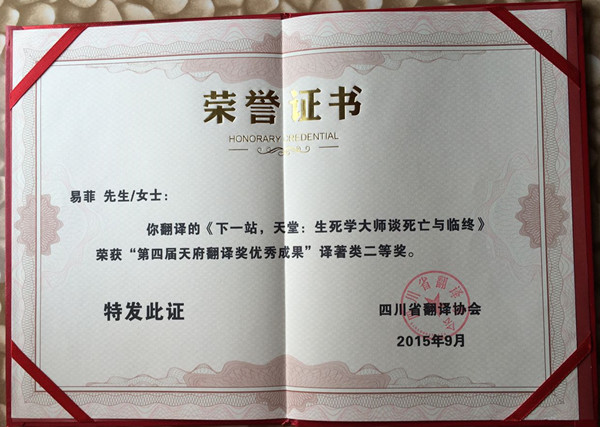 荣誉证书
HONORARY CREDENTIAL
易菲 先生/女士：
你翻译的《下一站，天堂：生死学大师谈死亡与临终》
荣获“第四届天府翻译奖优秀成果”译著类二等奖。
特发此证
四川省翻译协会
2015年9月